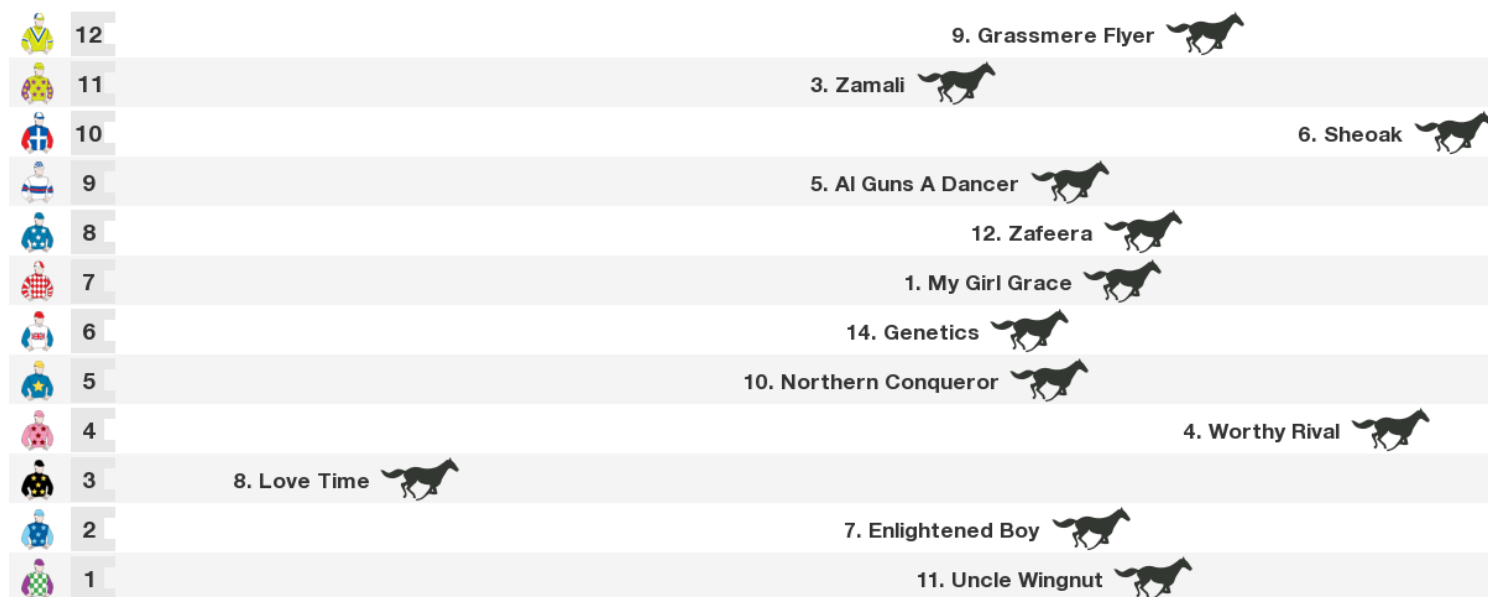 12 9. Grassmere Flyer
11 3. Zamali
10 6. Sheoak
9 5. Al Guns A Dancer
8 12. Zafeera
7 1. My Girl Grace
6 14. Genetics
5 10. Northern Conqueror
4 4. Worthy Rival
3 8. Love Time
2 7. Enlightened Boy
1 11. Uncle Wingnut